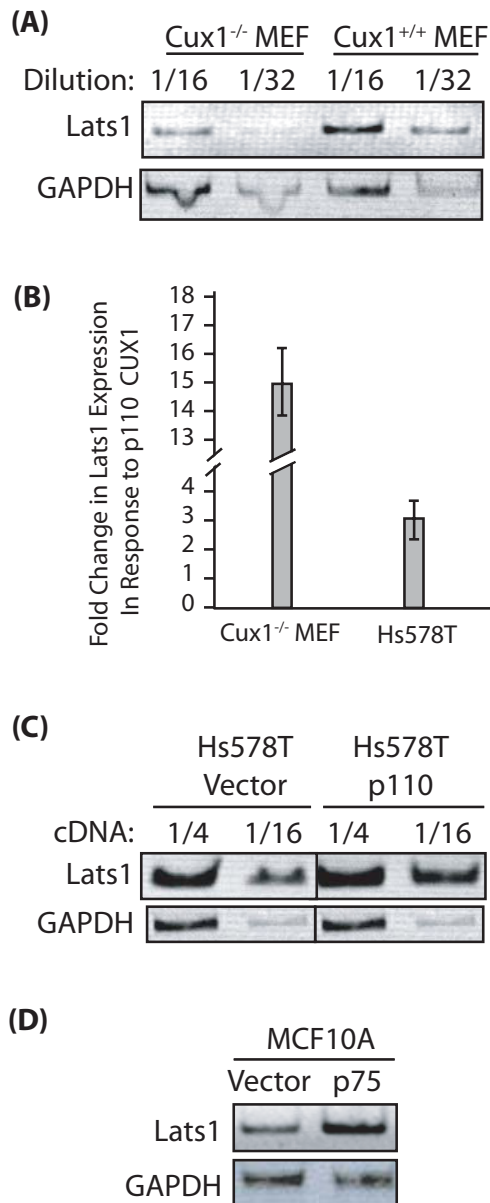 (A)
Cux1-/- MEF Cux1+/+ MEF
Dilution: 1/16 1/32 1/16 1/32
Lats1
GAPDH
(B)
Fold Change in Lats1 Expression
In Response to p110 CUX1
18
17
16
15
14
13
4
3
2
1
0
Cux1-/- MEF Hs578T
(C)
Hs578T Hs578T
Vector p110
cDNA: 1/4 1/16 1/4 1/16
Lats1
GAPDH
(D)
MCF10A
Vector p75
Lats1
GAPDH